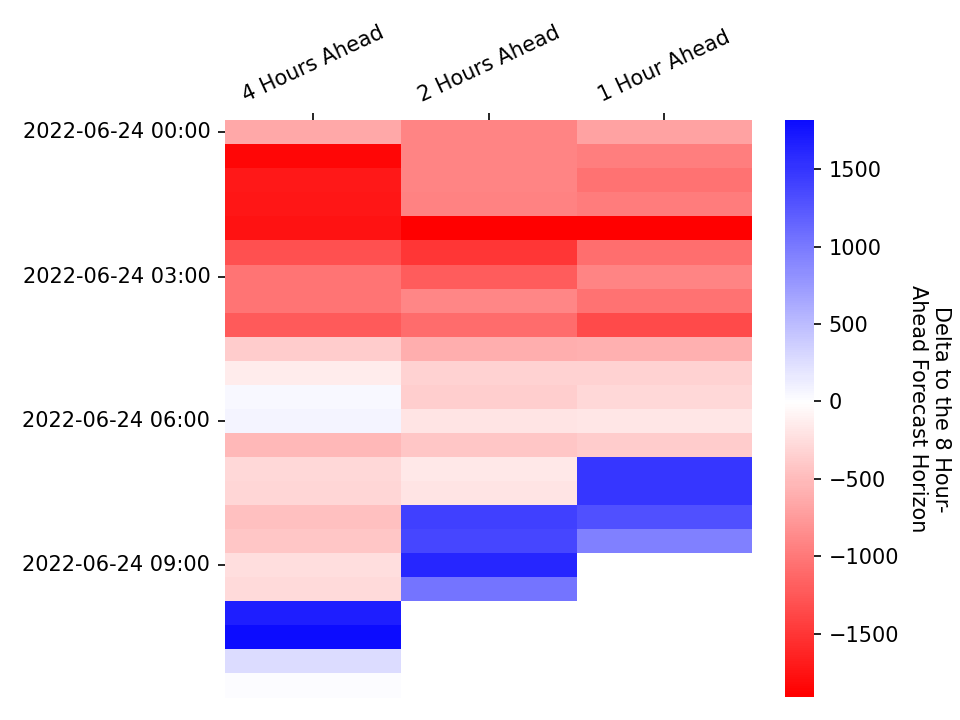 4 Hours Ahead
2 Hours Ahead
1 Hour Ahead
2022-06-24 00:00
2022-06-24 03:00
2022-06-24 06:00
2022-06-24 09:00
1500
1000
500
0
−500
−1000
−1500
Delta to the 8 Hour-
Ahead Forecast Horizon